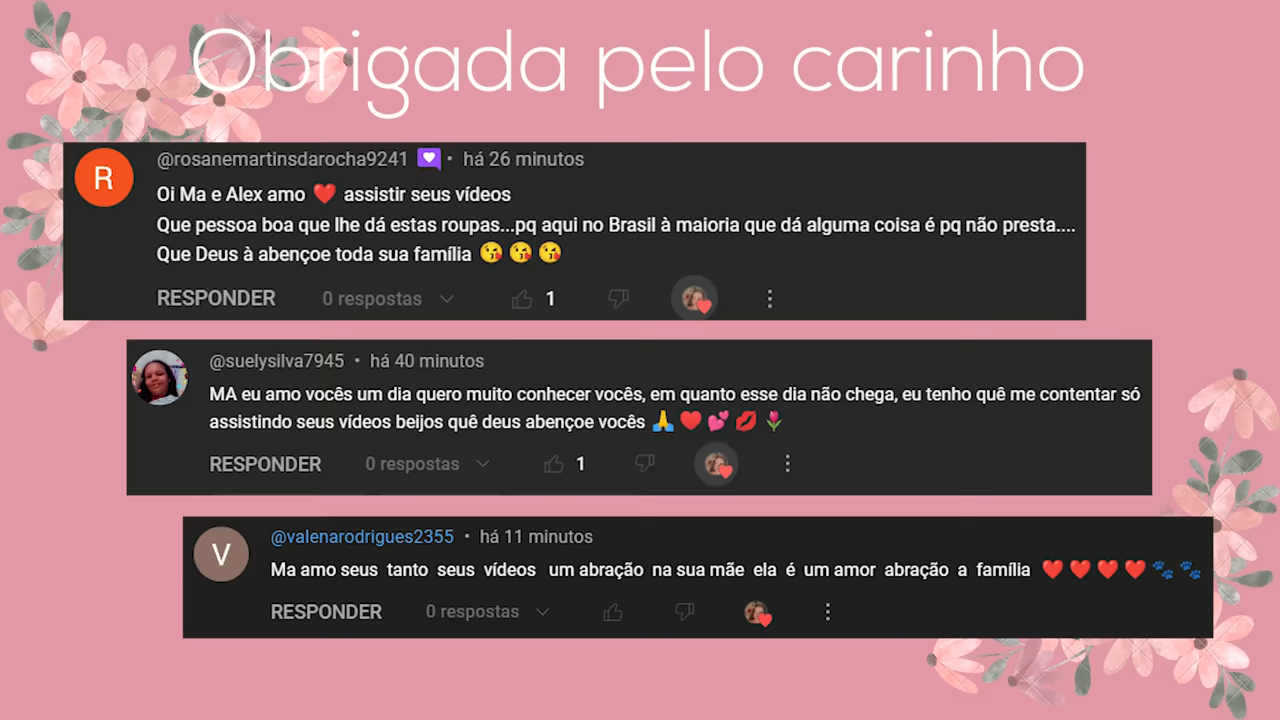 Obrigada pelo carinho
R
@rosanemartinsdarocha9241 • há 26 minutos
Oi Ma e Alex amo ❤️ assistir seus vídeos
Que pessoa boa que lhe dá estas roupas...pq aqui no Brasil à maioria que dá alguma coisa é pq não presta....
Que Deus à abençoe toda sua família 😘 😘 😘
RESPONDER 0 respostas 1
@suelysilva7945 • há 40 minutos
MA eu amo vocês um dia quero muito conhecer vocês, em quanto esse dia não chega, eu tenho quê me contentar só
assistindo seus vídeos beijos quê deus abençoe vocês 🙏 ❤️ 💕 💋 🌷
RESPONDER 0 respostas 1
V
@valenarodrigues2355 • há 11 minutos
Ma amo seus tanto seus vídeos um abração na sua mãe ela é um amor abração a família ❤️ ❤️ ❤️ ❤️ 🐾 🐾
RESPONDER 0 respostas